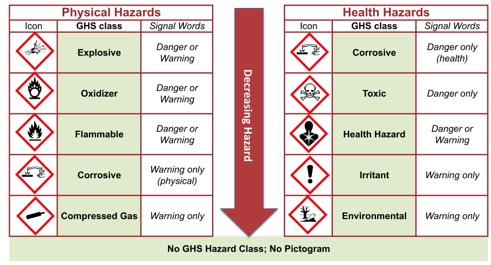 Physical Hazards
Icon GHS class Signal Words
Explosive Danger or
Warning
Oxidizer Danger or
Warning
Flammable Danger or
Warning
Corrosive Warning only
(physical)
Compressed Gas Warning only
Decreasing Hazard
Health Hazards
Icon GHS class Signal Words
Corrosive Danger only
(health)
Toxic Danger only
Health Hazard Danger or
Warning
Irritant Warning only
Environmental Warning only
No GHS Hazard Class; No Pictogram